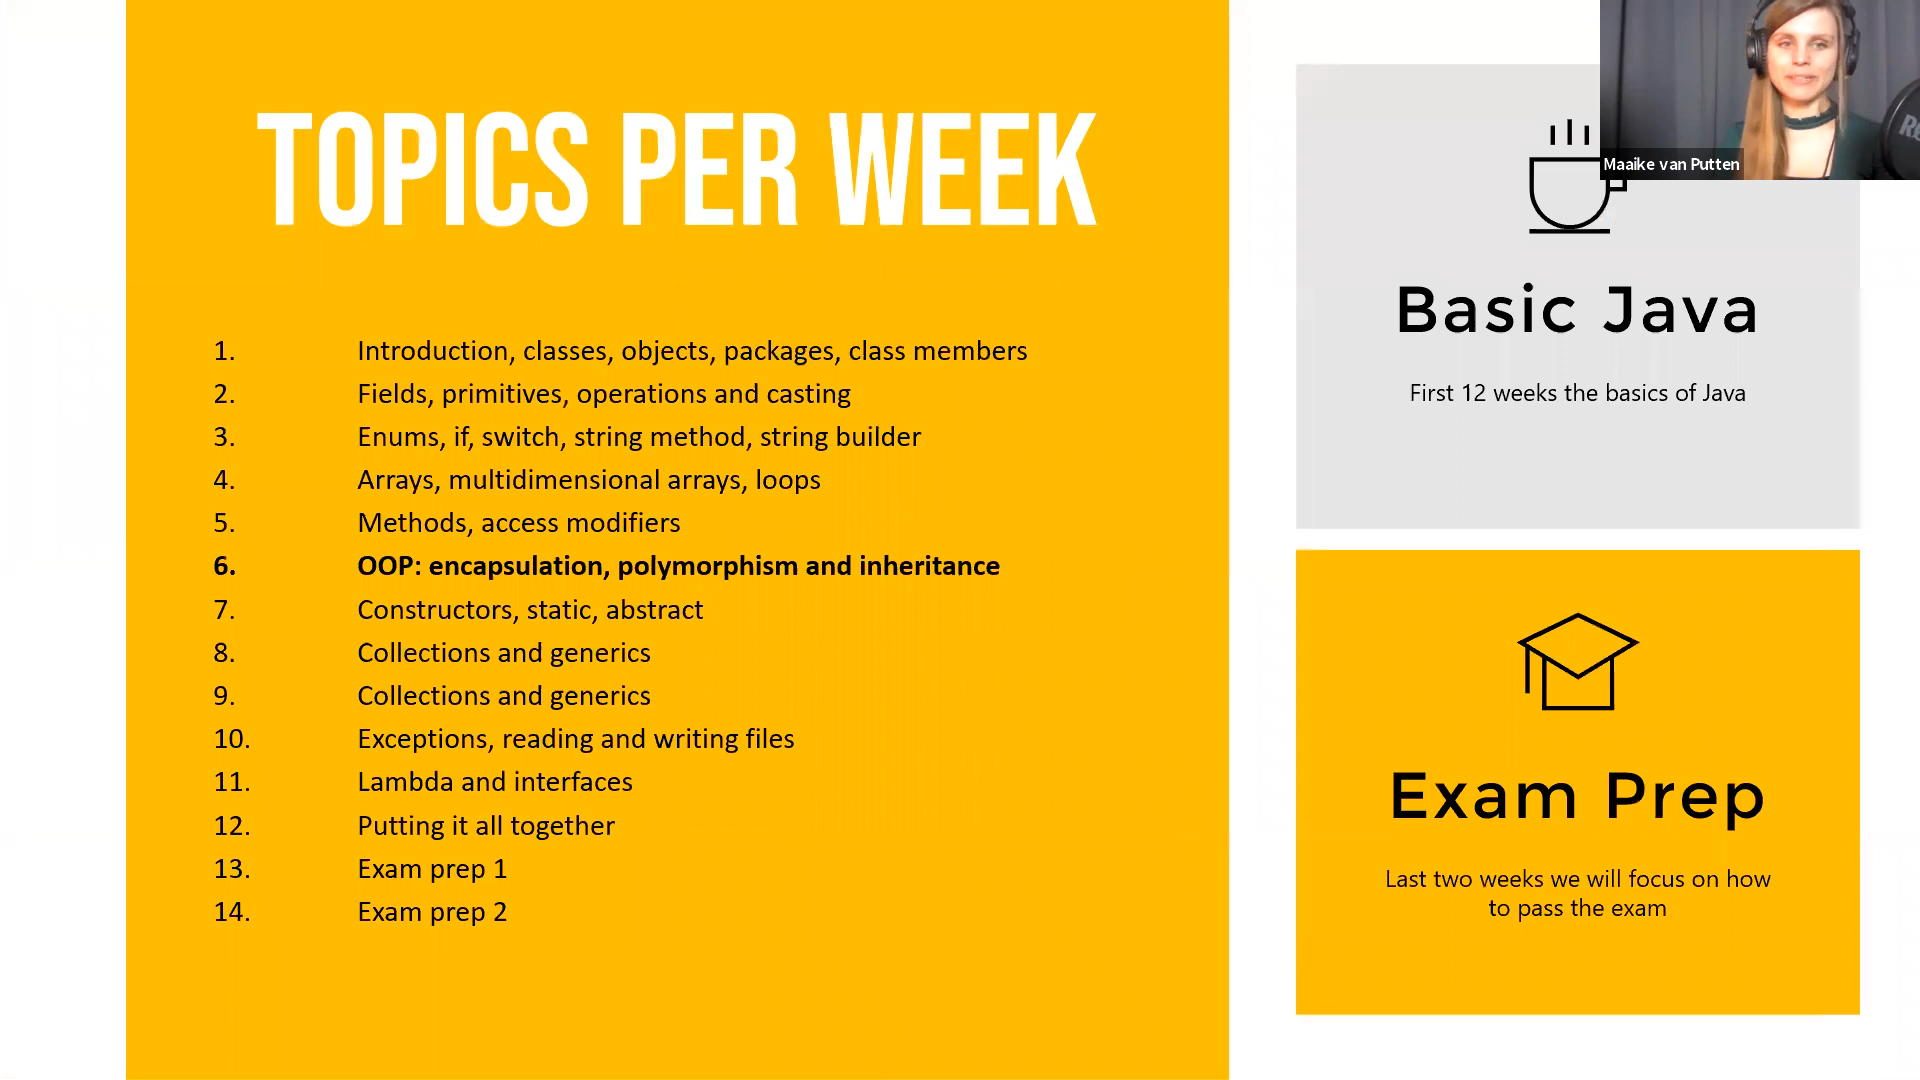 TOPICS PER WEEK
1. Introduction, classes, objects, packages, class members
2. Fields, primitives, operations and casting
3. Enums, if, switch, string method, string builder
4. Arrays, multidimensional arrays, loops
5. Methods, access modifiers
6. OOP: encapsulation, polymorphism and inheritance
7. Constructors, static, abstract
8. Collections and generics
9. Collections and generics
10. Exceptions, reading and writing files
11. Lambda and interfaces
12. Putting it all together
13. Exam prep 1
14. Exam prep 2
Maaike van Putten
Basic Java
First 12 weeks the basics of Java
Exam Prep
Last two weeks we will focus on how
to pass the exam